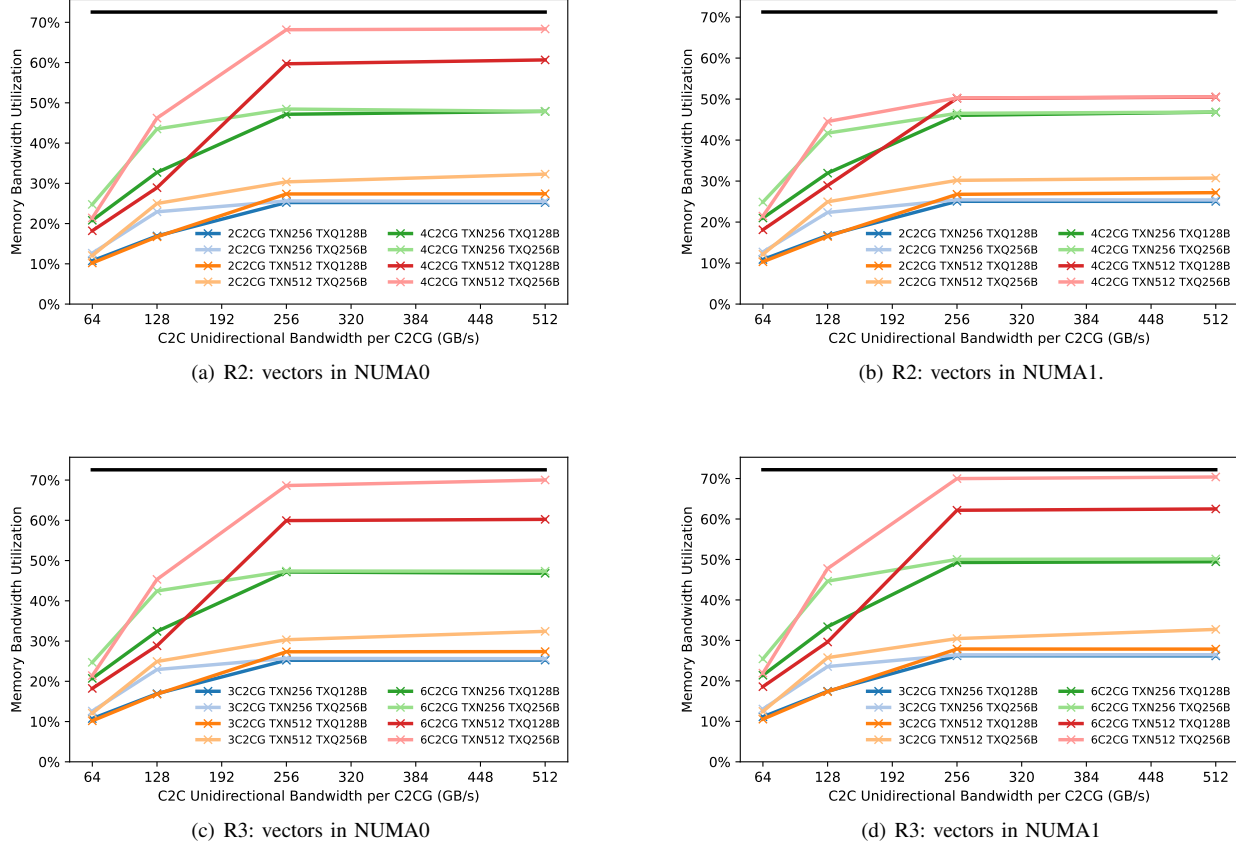 70%
60%
50%
40%
30%
20%
10%
0%
Memory Bandwidth Utilization
2C2CG TXN256 TXQ128B
2C2CG TXN256 TXQ256B
2C2CG TXN512 TXQ128B
2C2CG TXN512 TXQ256B
4C2CG TXN256 TXQ128B
4C2CG TXN256 TXQ256B
4C2CG TXN512 TXQ128B
4C2CG TXN512 TXQ256B
64 128 192 256 320 384 448 512
C2C Unidirectional Bandwidth per C2CG (GB/s)
(a) R2: vectors in NUMA0
70%
60%
50%
40%
30%
20%
10%
0%
Memory Bandwidth Utilization
2C2CG TXN256 TXQ128B
2C2CG TXN256 TXQ256B
2C2CG TXN512 TXQ128B
2C2CG TXN512 TXQ256B
4C2CG TXN256 TXQ128B
4C2CG TXN256 TXQ256B
4C2CG TXN512 TXQ128B
4C2CG TXN512 TXQ256B
64 128 192 256 320 384 448 512
C2C Unidirectional Bandwidth per C2CG (GB/s)
(b) R2: vectors in NUMA1.
70%
60%
50%
40%
30%
20%
10%
0%
Memory Bandwidth Utilization
3C2CG TXN256 TXQ128B
3C2CG TXN256 TXQ256B
3C2CG TXN512 TXQ128B
3C2CG TXN512 TXQ256B
6C2CG TXN256 TXQ128B
6C2CG TXN256 TXQ256B
6C2CG TXN512 TXQ128B
6C2CG TXN512 TXQ256B
64 128 192 256 320 384 448 512
C2C Unidirectional Bandwidth per C2CG (GB/s)
(c) R3: vectors in NUMA0
70%
60%
50%
40%
30%
20%
10%
0%
Memory Bandwidth Utilization
3C2CG TXN256 TXQ128B
3C2CG TXN256 TXQ256B
3C2CG TXN512 TXQ128B
3C2CG TXN512 TXQ256B
6C2CG TXN256 TXQ128B
6C2CG TXN256 TXQ256B
6C2CG TXN512 TXQ128B
6C2CG TXN512 TXQ256B
64 128 192 256 320 384 448 512
C2C Unidirectional Bandwidth per C2CG (GB/s)
(d) R3: vectors in NUMA1